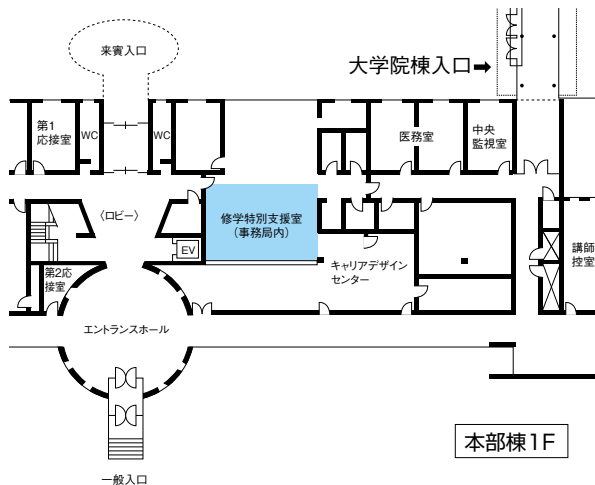 来賓入口
大学院棟入口➡
第1
応接室
WC
WC
医務室
中央
監視室
〈ロビー〉
修学特別支援室
（事務局内）
EV
講師
控室
キャリアデザイン
センター
第2応
接室
エントランスホール
本部棟1F
一般入口